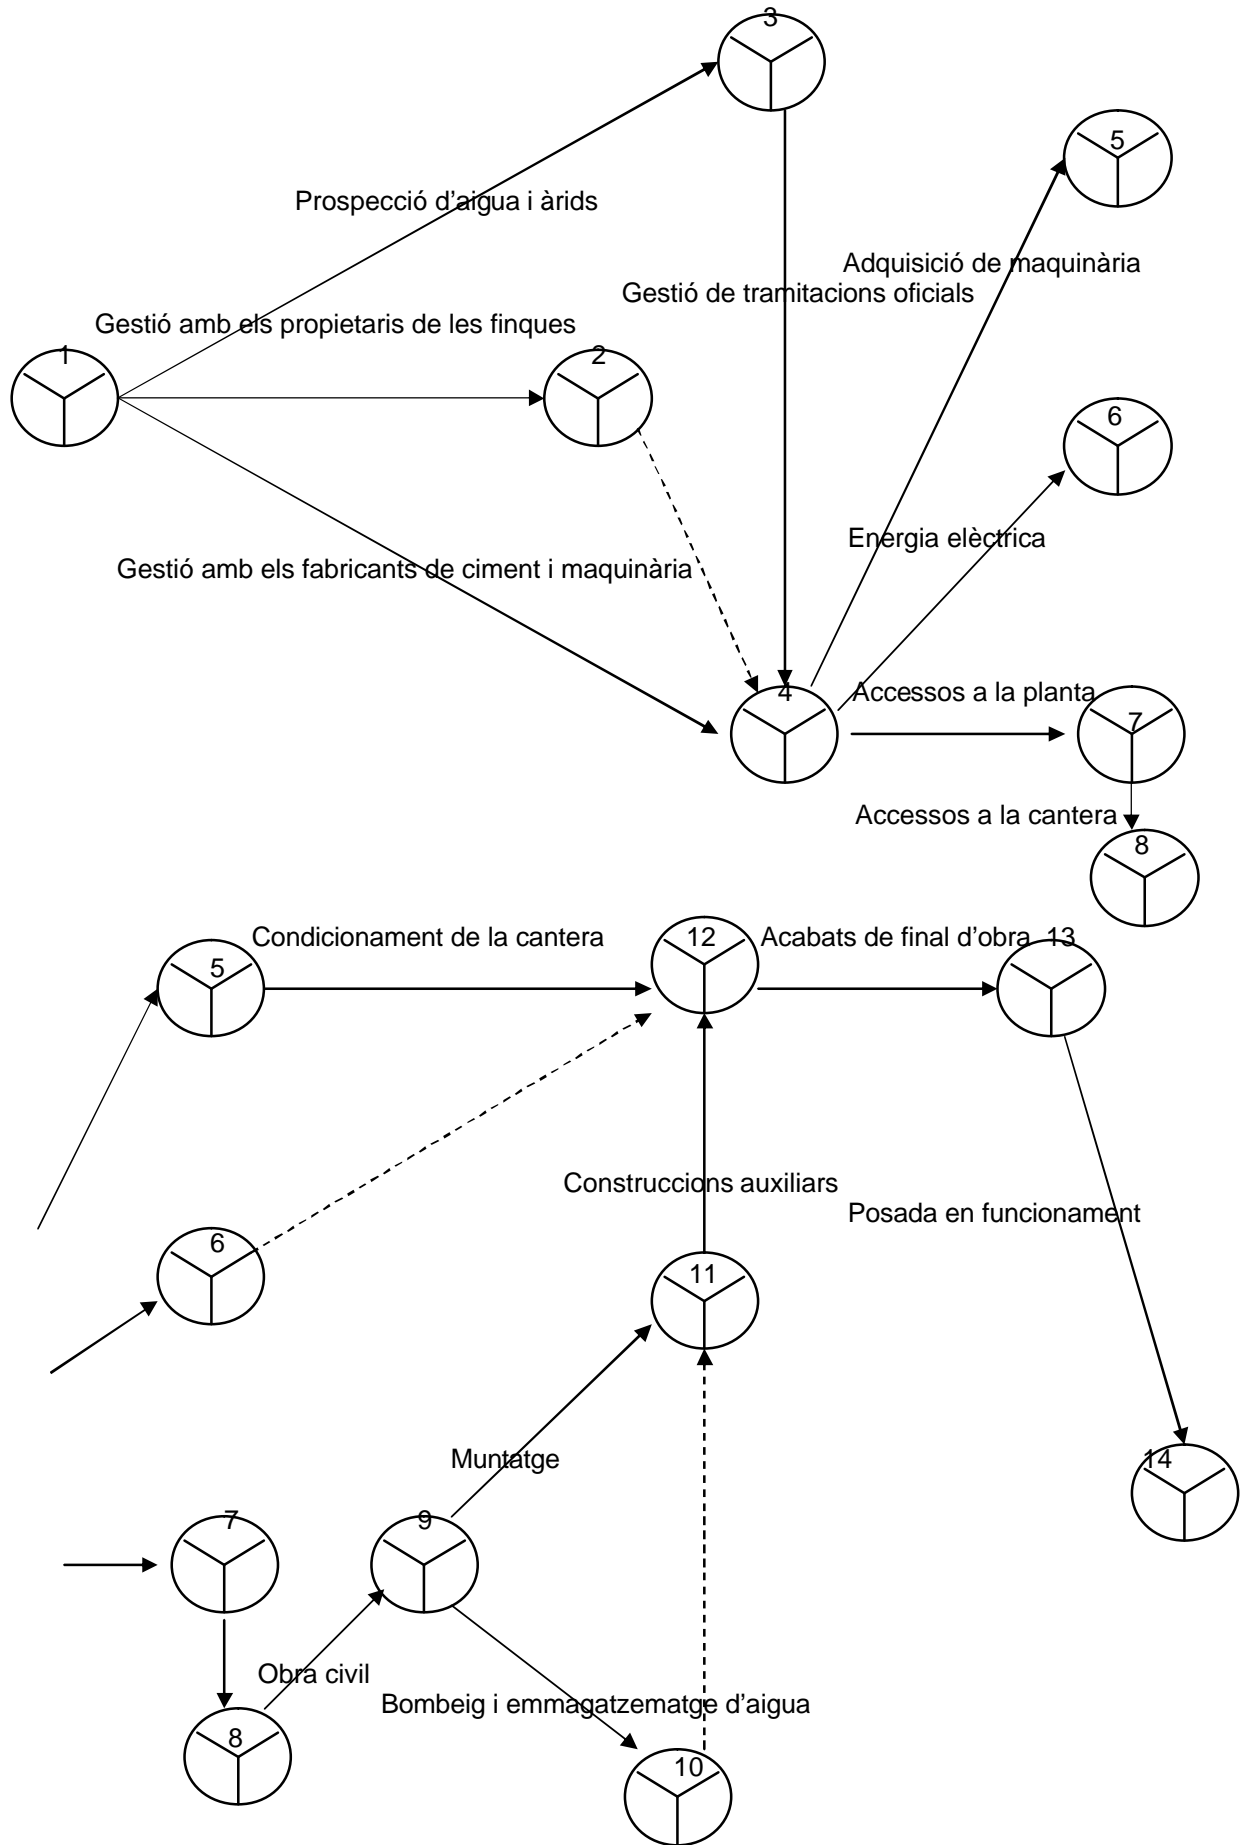 3
5
Prospecció d'aigua i àrids
Adquisició de maquinària
Gestió de tramitacions oficials
Gestió amb els propietaris de les finques
1
2
6
Energia elèctrica
Gestió amb els fabricants de ciment i maquinària
4
Accessos a la planta
7
Accessos a la cantera
8
Condicionament de la cantera
12
Acabats de final d'obra
13
5
Construccions auxiliars
Posada en funcionament
6
11
Muntatge
14
7
9
Obra civil
Bombeig i emmagatzematge d'aigua
8
10